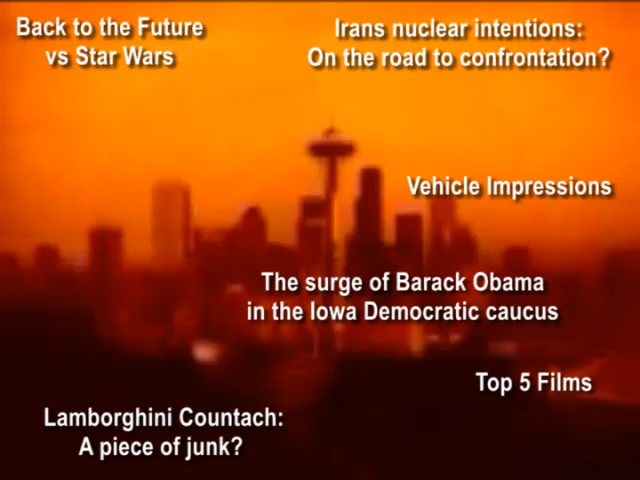 Back to the Future
vs Star Wars
Irans nuclear intentions:
On the road to confrontation?
Vehicle Impressions
The surge of Barack Obama
in the Iowa Democratic caucus
Top 5 Films
Lamborghini Countach:
A piece of junk?